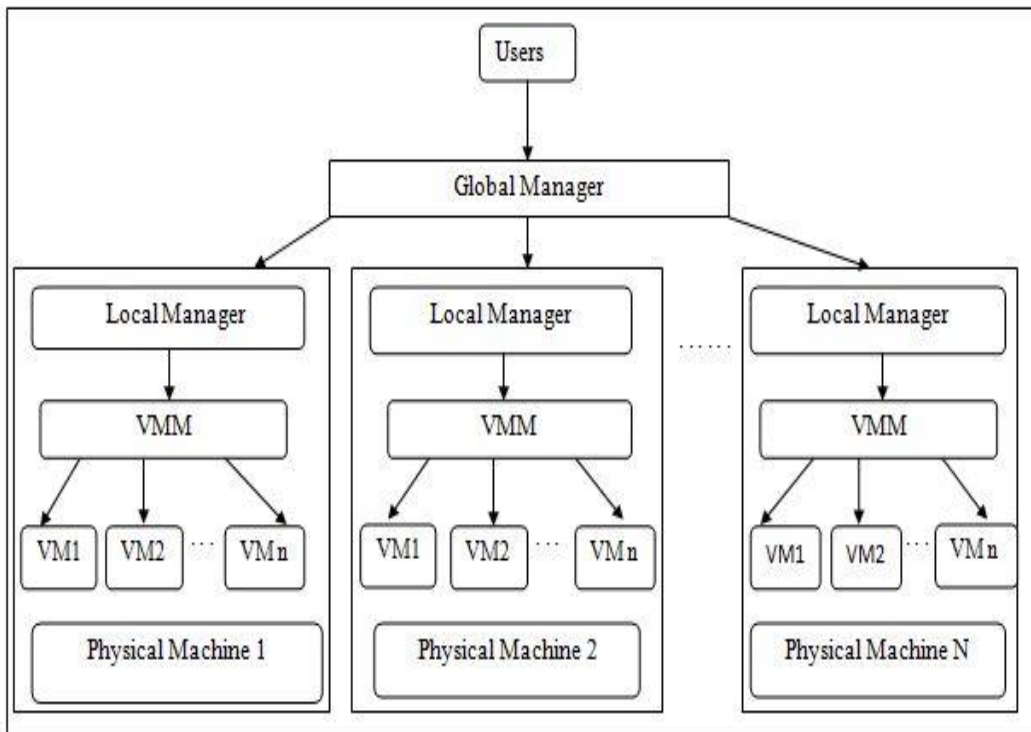 Users
Global Manager
Local Manager
VMM
VM1 VM2 ... VMn
Physical Machine 1
Local Manager
VMM
VM1 VM2 ... VMn
Physical Machine 2
......
Local Manager
VMM
VM1 VM2 ... VMn
Physical Machine N